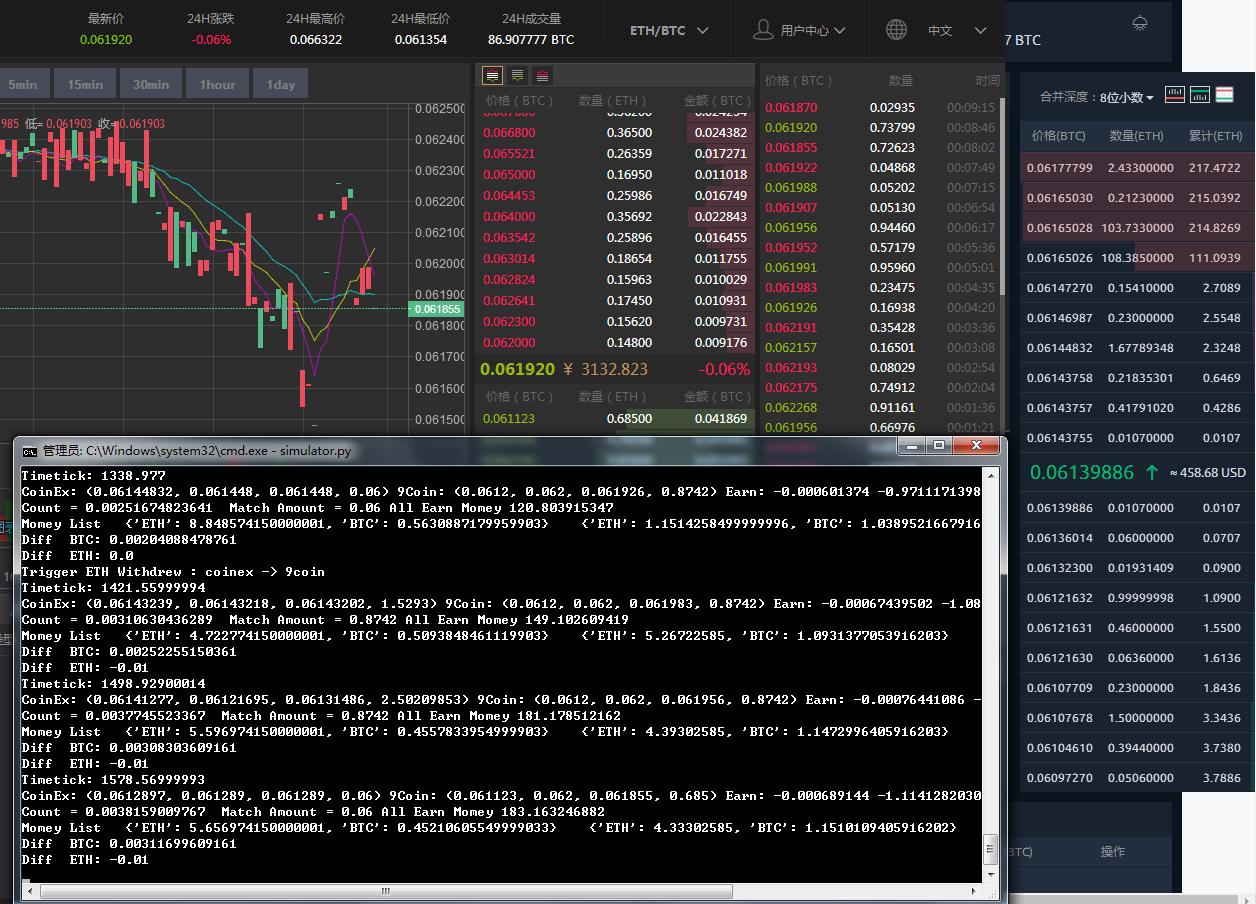 最新价 24H涨跌 24H最高价 24H最低价 24H成交量
0.061920 -0.06% 0.066322 0.061354 86.907777 BTC
ETH/BTC 用户中心 中文
7 BTC
5min 15min 30min 1hour 1day
985 低= 0.061903 收=0.061903
0.062500
0.062400
0.062300
0.062200
0.062100
0.062000
0.061900
0.061855
0.061800
0.061700
0.061600
0.061500
价格 ( BTC ) 数量 ( ETH ) 金额 ( BTC )
0.066800 0.36500 0.024382
0.065521 0.26359 0.017271
0.065000 0.16950 0.011018
0.064453 0.25986 0.016749
0.064000 0.35692 0.022843
0.063542 0.25896 0.016455
0.063014 0.18654 0.011755
0.062824 0.15963 0.010029
0.062641 0.17450 0.010931
0.062300 0.15620 0.009731
0.062000 0.14800 0.009176
0.061920 ¥ 3132.823 -0.06%
价格 ( BTC ) 数量 ( ETH ) 金额 ( BTC )
0.061123 0.68500 0.041869
价格 ( BTC ) 数量 时间
0.061870 0.02935 00:09:15
0.061920 0.73799 00:08:46
0.061855 0.72623 00:08:02
0.061922 0.04868 00:07:49
0.061988 0.05202 00:07:15
0.061907 0.05130 00:06:54
0.061956 0.94460 00:06:17
0.061952 0.57179 00:05:36
0.061991 0.95960 00:05:01
0.061983 0.23475 00:04:35
0.061926 0.16938 00:04:20
0.062191 0.35428 00:03:36
0.062157 0.16501 00:03:08
0.062193 0.08029 00:02:54
0.062175 0.74912 00:02:04
0.062268 0.91161 00:01:36
0.061956 0.66976 00:01:21
合并深度：8位小数
价格(BTC) 数量(ETH) 累计(ETH)
0.06177799 2.43300000 217.4722
0.06165030 0.21230000 215.0392
0.06165028 103.7330000 214.8269
0.06165026 108.3850000 111.0939
0.06147270 0.15410000 2.7089
0.06146987 0.23000000 2.5548
0.06144832 1.67789348 2.3248
0.06143758 0.21835301 0.6469
0.06143757 0.41791020 0.4286
0.06143755 0.01070000 0.0107
0.06139886 ↑ ≈ 458.68 USD
0.06139886 0.01070000 0.0107
0.06136014 0.06000000 0.0707
0.06132300 0.01931409 0.0900
0.06121632 0.99999998 1.0900
0.06121631 0.46000000 1.5500
0.06121630 0.06360000 1.6136
0.06107709 0.23000000 1.8436
0.06107678 1.50000000 3.3436
0.06104610 0.39440000 3.7380
0.06097270 0.05060000 3.7886
BTC) 操作
管理员: C:\Windows\system32\cmd.exe - simulator.py
Timetick: 1338.977
CoinEx: (0.06144832, 0.061448, 0.061448, 0.06) 9Coin: (0.0612, 0.062, 0.061926, 0.8742) Earn: -0.000601374 -0.9711171398
Count = 0.00251674823641  Match Amount = 0.06 All Earn Momey 120.803915347
Momey List   {'ETH': 8.848574150000001, 'BTC': 0.5630887179959903}    {'ETH': 1.1514258499999996, 'BTC': 1.0389521667916
Diff  BTC: 0.00204088478761
Diff  ETH: 0.0
Trigger ETH Withdrew : coinex -> 9coin
Timetick: 1421.55999994
CoinEx: (0.06143239, 0.06143218, 0.06143202, 1.5293) 9Coin: (0.0612, 0.062, 0.061983, 0.8742) Earn: -0.00067439502 -1.08
Count = 0.00310630436289  Match Amount = 0.8742 All Earn Momey 149.102609419
Momey List   {'ETH': 4.722774150000001, 'BTC': 0.5093848461119903}    {'ETH': 5.26722585, 'BTC': 1.0931377053916203}
Diff  BTC: 0.00252255150361
Diff  ETH: -0.01
Timetick: 1498.92900014
CoinEx: (0.06141277, 0.06121695, 0.06131486, 2.50209853) 9Coin: (0.0612, 0.062, 0.061956, 0.8742) Earn: -0.00076441086 -
Count = 0.0037745523367  Match Amount = 0.8742 All Earn Momey 181.178512162
Momey List   {'ETH': 5.596974150000001, 'BTC': 0.4557833954999903}    {'ETH': 4.39302585, 'BTC': 1.1472996405916203}
Diff  BTC: 0.00308303609161
Diff  ETH: -0.01
Timetick: 1578.56999993
CoinEx: (0.0612897, 0.061289, 0.061289, 0.06) 9Coin: (0.061123, 0.062, 0.061855, 0.685) Earn: -0.000689144 -1.1141282030
Count = 0.0038159009767  Match Amount = 0.06 All Earn Momey 183.163246882
Momey List   {'ETH': 5.656974150000001, 'BTC': 0.45210605549999033}    {'ETH': 4.33302585, 'BTC': 1.1510109405916202}
Diff  BTC: 0.00311699609161
Diff  ETH: -0.01